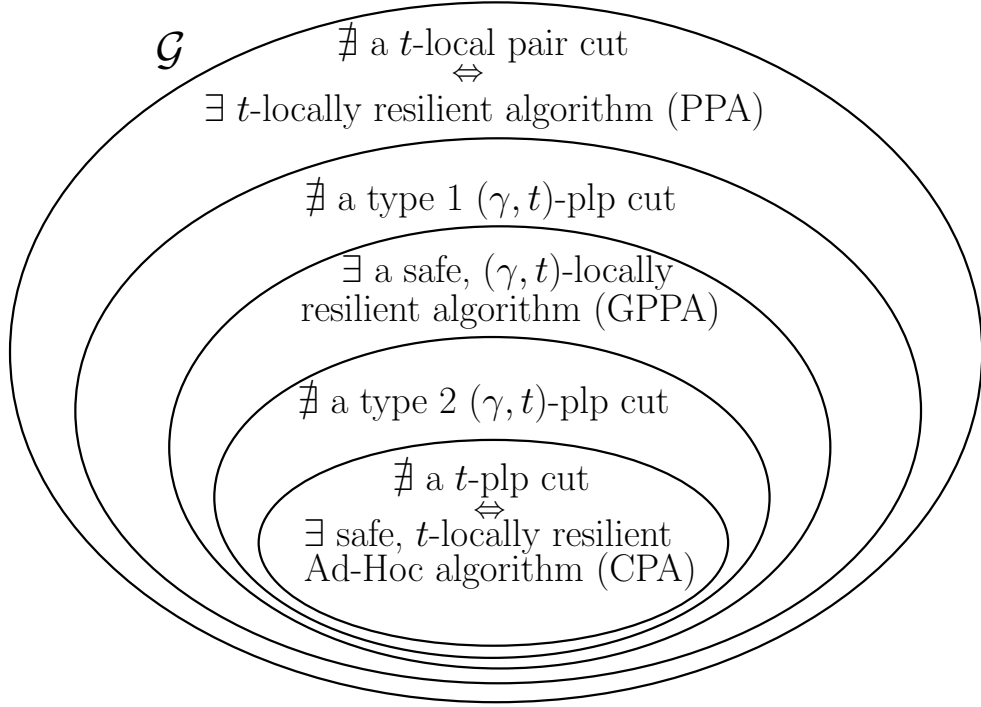 𝓖
∄ a t-local pair cut
⇔
∃ t-locally resilient algorithm (PPA)
∄ a type 1 (γ, t)-plp cut
∃ a safe, (γ, t)-locally
resilient algorithm (GPPA)
∄ a type 2 (γ, t)-plp cut
∄ a t-plp cut
⇔
∃ safe, t-locally resilient
Ad-Hoc algorithm (CPA)